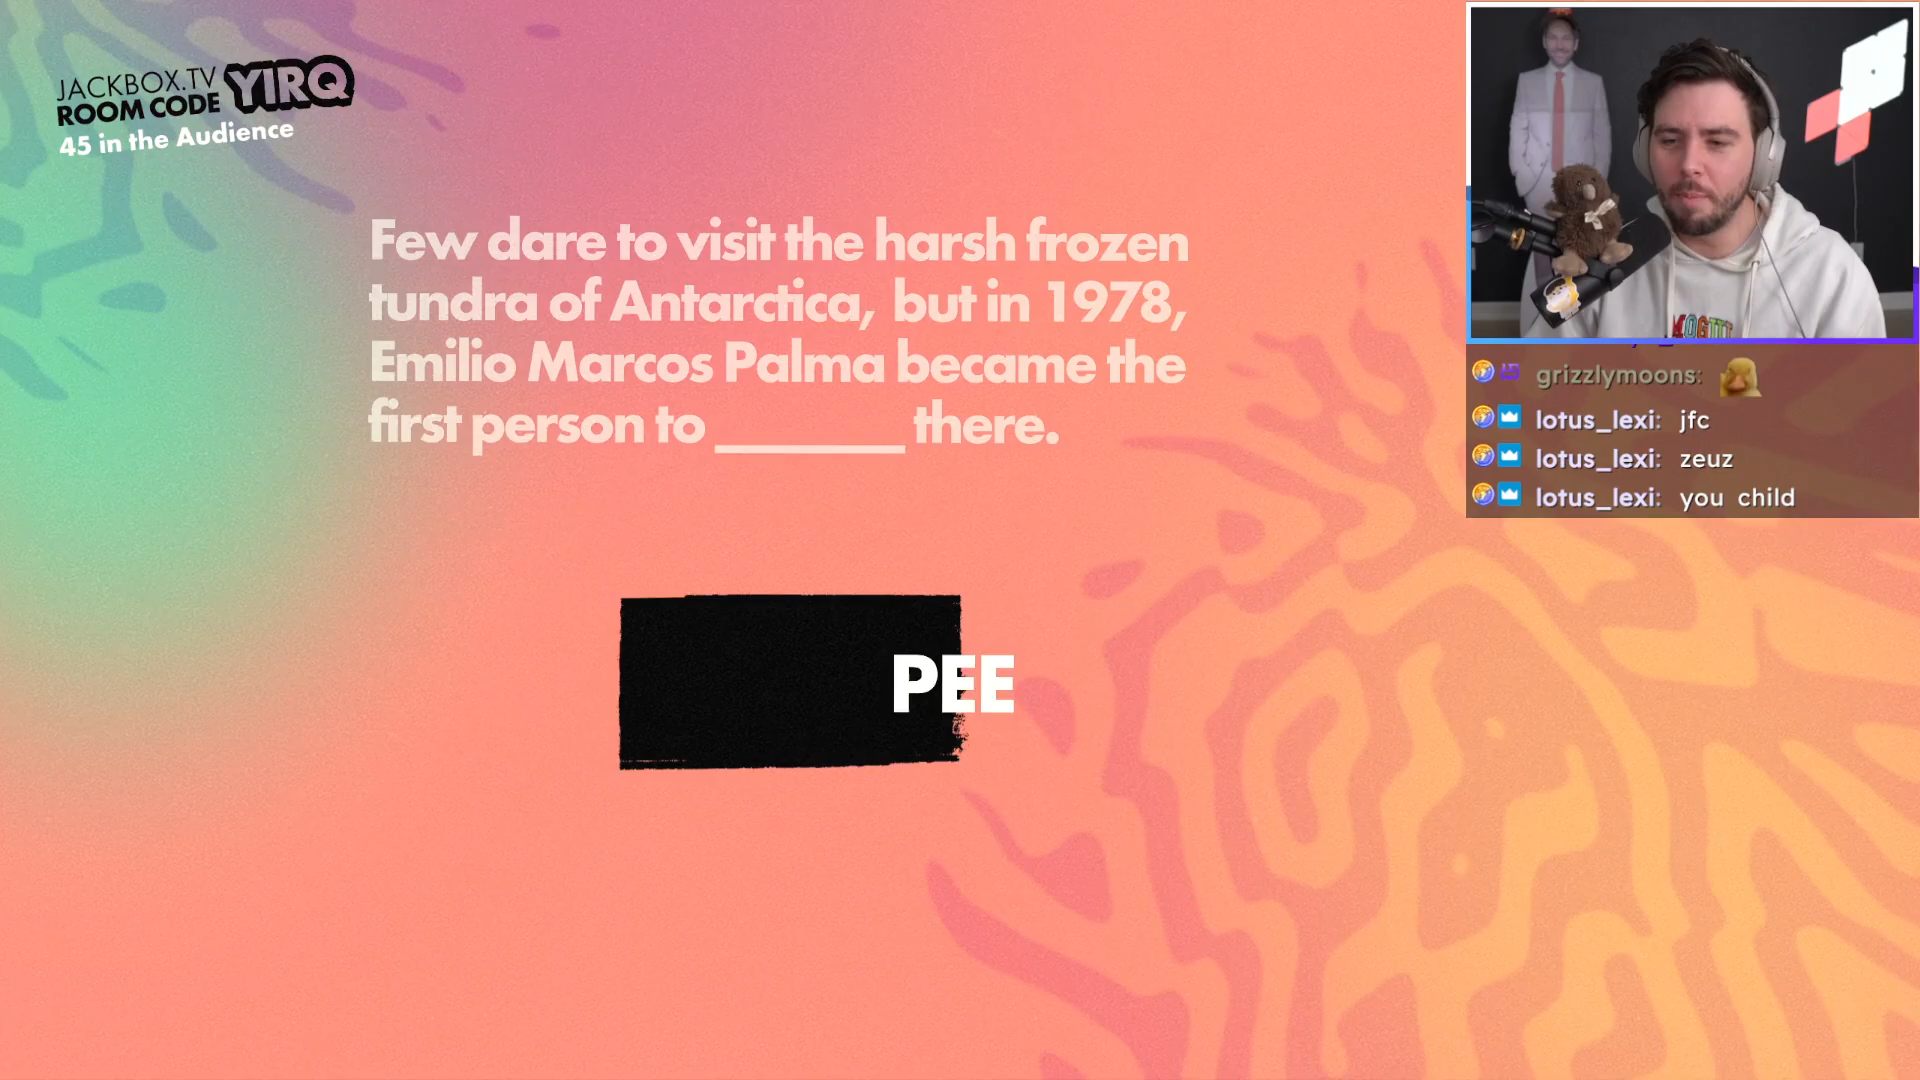 JACKBOX.TV
ROOM CODE YIRQ
45 in the Audience
Few dare to visit the harsh frozen
tundra of Antarctica, but in 1978,
Emilio Marcos Palma became the
first person to ________ there.
PEE
grizzlymoons:
lotus_lexi: jfc
lotus_lexi: zeuz
lotus_lexi: you child